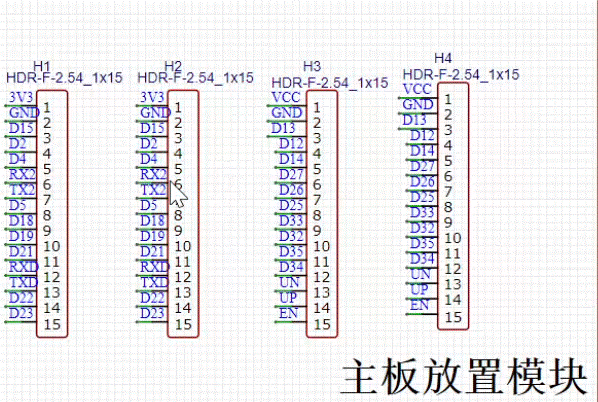 H1
HDR-F-2.54_1x15
3V3 1
GND 2
D15 3
D2 4
D4 5
RX2 6
TX2 7
D5 8
D18 9
D19 10
D21 11
RXD 12
TXD 13
D22 14
D23 15
H2
HDR-F-2.54_1x15
3V3 1
GND 2
D15 3
D2 4
D4 5
RX2 6
TX2 7
D5 8
D18 9
D19 10
D21 11
RXD 12
TXD 13
D22 14
D23 15
H3
HDR-F-2.54_1x15
VCC 1
GND 2
D13 3
D12 4
D14 5
D27 6
D26 7
D25 8
D33 9
D32 10
D35 11
D34 12
UN 13
UP 14
EN 15
H4
HDR-F-2.54_1x15
VCC 1
GND 2
D13 3
D12 4
D14 5
D27 6
D26 7
D25 8
D33 9
D32 10
D35 11
D34 12
UN 13
UP 14
EN 15
主板放置模块